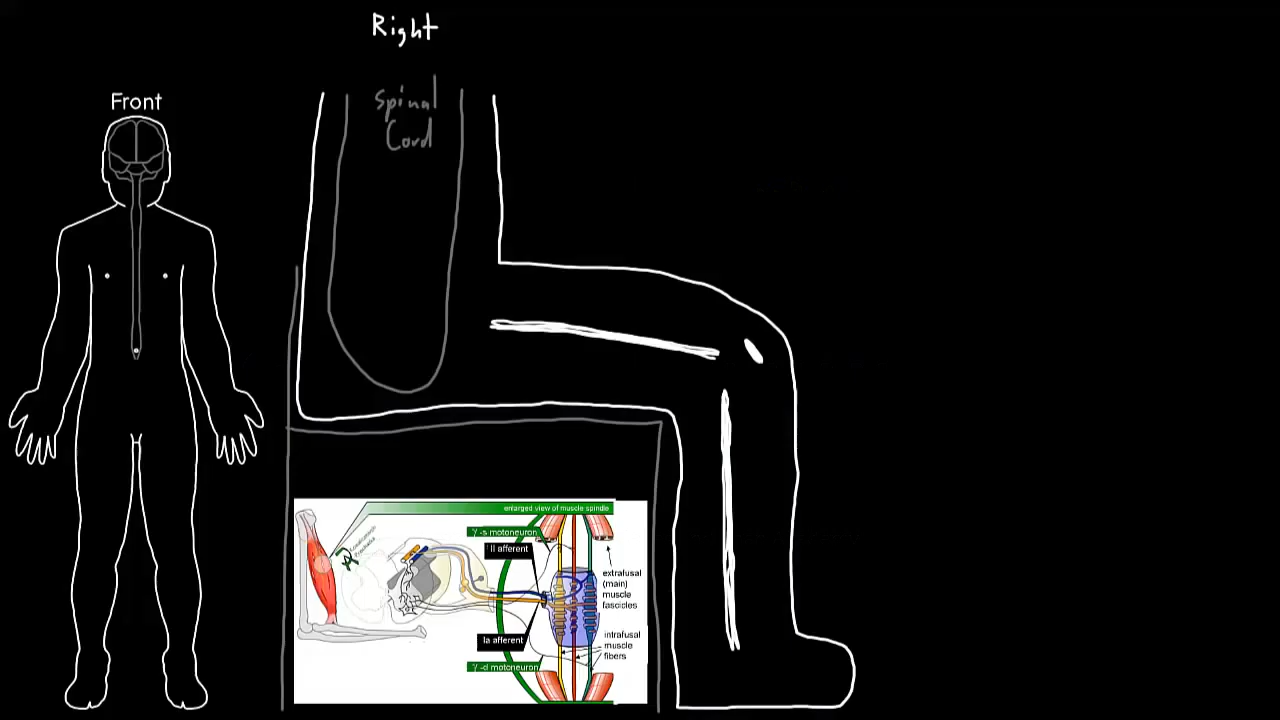 Right
Spinal
Cord
Front
enlarged view of muscle spindle
γ -s motoneuron
II afferent
extrafusal
(main)
muscle
fascicles
Ia afferent
intrafusal
muscle
fibers
γ -d motoneuron